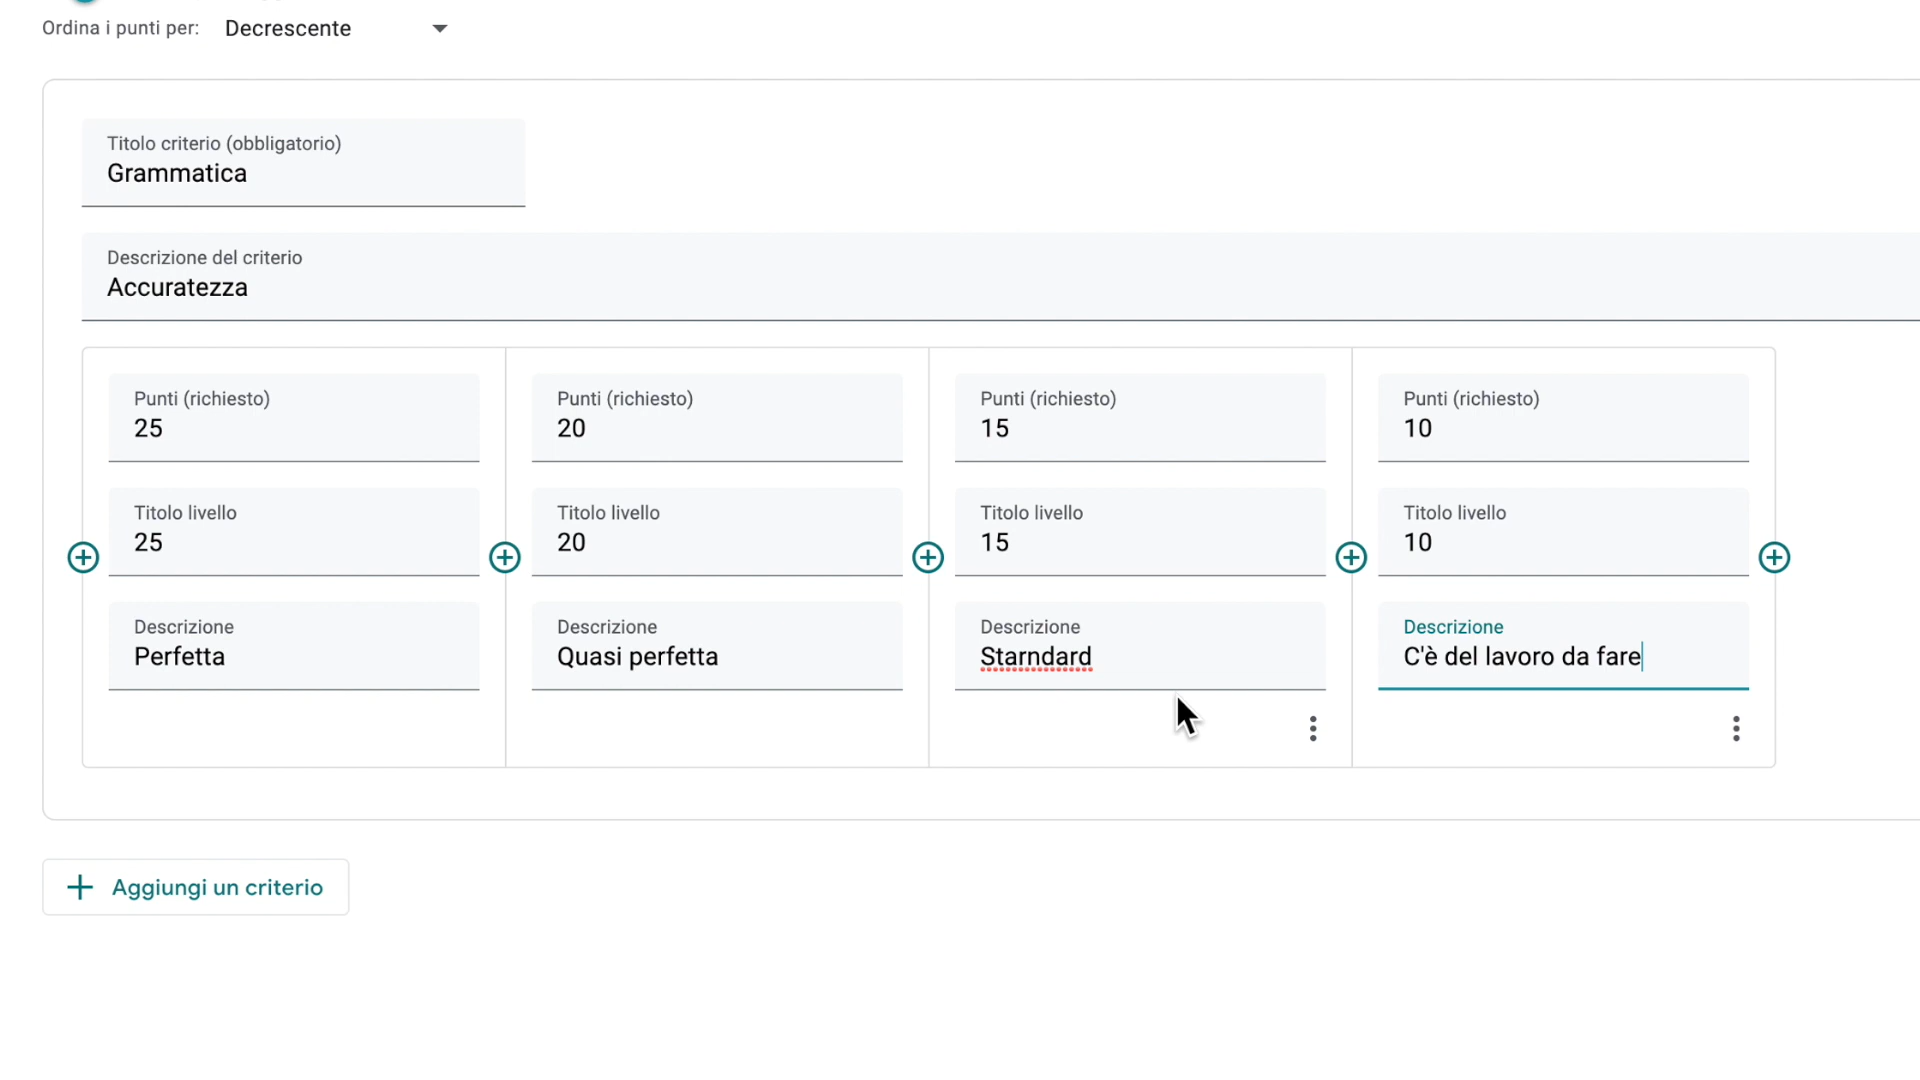 Ordina i punti per: Decrescente
Titolo criterio (obbligatorio)
Grammatica
Descrizione del criterio
Accuratezza
Punti (richiesto)
25
Titolo livello
25
Descrizione
Perfetta
Punti (richiesto)
20
Titolo livello
20
Descrizione
Quasi perfetta
Punti (richiesto)
15
Titolo livello
15
Descrizione
Starndard
Punti (richiesto)
10
Titolo livello
10
Descrizione
C'è del lavoro da fare
Aggiungi un criterio